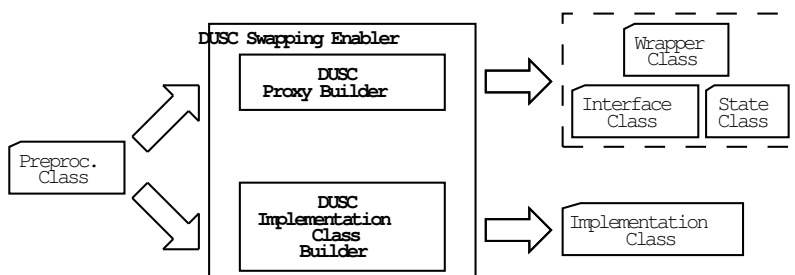 DUSC Swapping Enabler
DUSC
Proxy Builder
Wrapper
Class
Interface
Class
State
Class
Preproc.
Class
DUSC
Implementation
Class
Builder
Implementation
Class